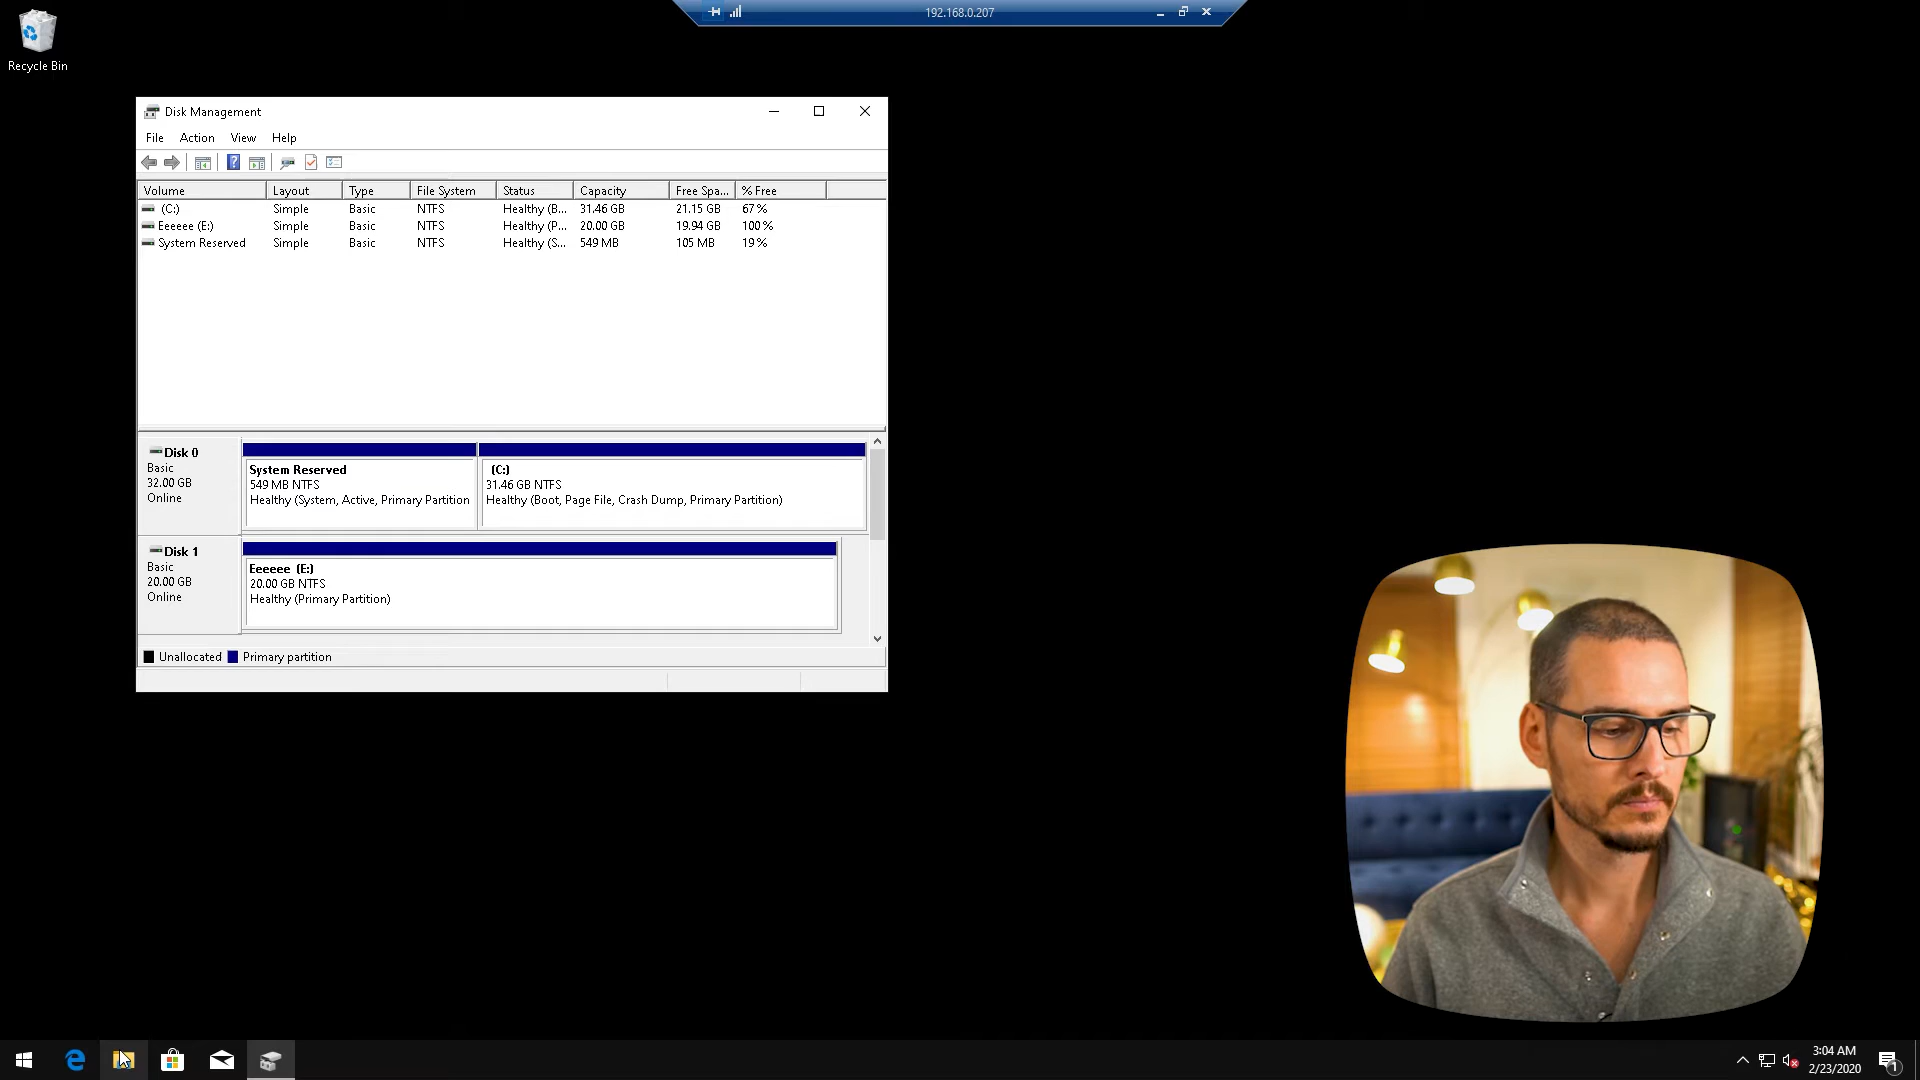 192.168.0.207
Recycle Bin
Disk Management
File Action View Help
Volume Layout Type File System Status Capacity Free Spa... % Free
(C:) Simple Basic NTFS Healthy (B... 31.46 GB 21.15 GB 67 %
Eeeeee (E:) Simple Basic NTFS Healthy (P... 20.00 GB 19.94 GB 100 %
System Reserved Simple Basic NTFS Healthy (S... 549 MB 105 MB 19 %
Disk 0
Basic
32.00 GB
Online
System Reserved
549 MB NTFS
Healthy (System, Active, Primary Partition
(C:)
31.46 GB NTFS
Healthy (Boot, Page File, Crash Dump, Primary Partition)
Disk 1
Basic
20.00 GB
Online
Eeeeee (E:)
20.00 GB NTFS
Healthy (Primary Partition)
Unallocated Primary partition
3:04 AM
2/23/2020
1